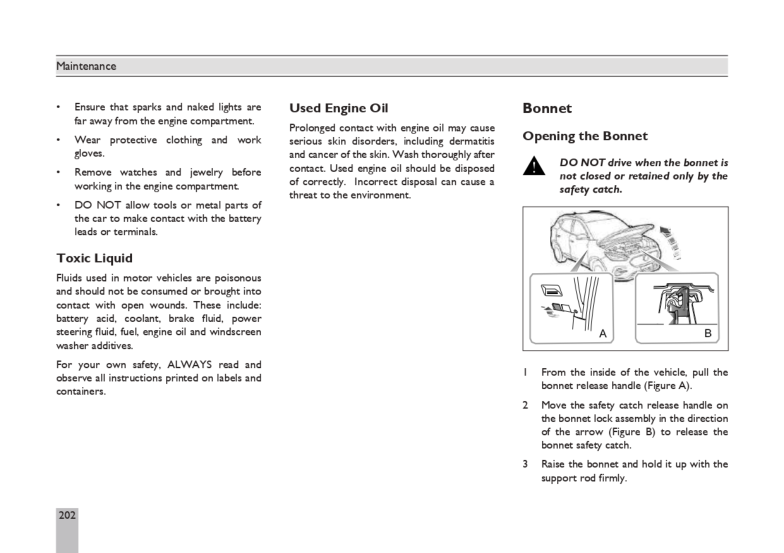 Maintenance
• Ensure that sparks and naked lights are
far away from the engine compartment.
• Wear protective clothing and work
gloves.
• Remove watches and jewelry before
working in the engine compartment.
• DO NOT allow tools or metal parts of
the car to make contact with the battery
leads or terminals.
Toxic Liquid
Fluids used in motor vehicles are poisonous
and should not be consumed or brought into
contact with open wounds. These include:
battery acid, coolant, brake fluid, power
steering fluid, fuel, engine oil and windscreen
washer additives.
For your own safety, ALWAYS read and
observe all instructions printed on labels and
containers.
Used Engine Oil
Prolonged contact with engine oil may cause
serious skin disorders, including dermatitis
and cancer of the skin. Wash thoroughly after
contact. Used engine oil should be disposed
of correctly. Incorrect disposal can cause a
threat to the environment.
Bonnet
Opening the Bonnet
DO NOT drive when the bonnet is
not closed or retained only by the
safety catch.
A
B
1 From the inside of the vehicle, pull the
bonnet release handle (Figure A).
2 Move the safety catch release handle on
the bonnet lock assembly in the direction
of the arrow (Figure B) to release the
bonnet safety catch.
3 Raise the bonnet and hold it up with the
support rod firmly.
202